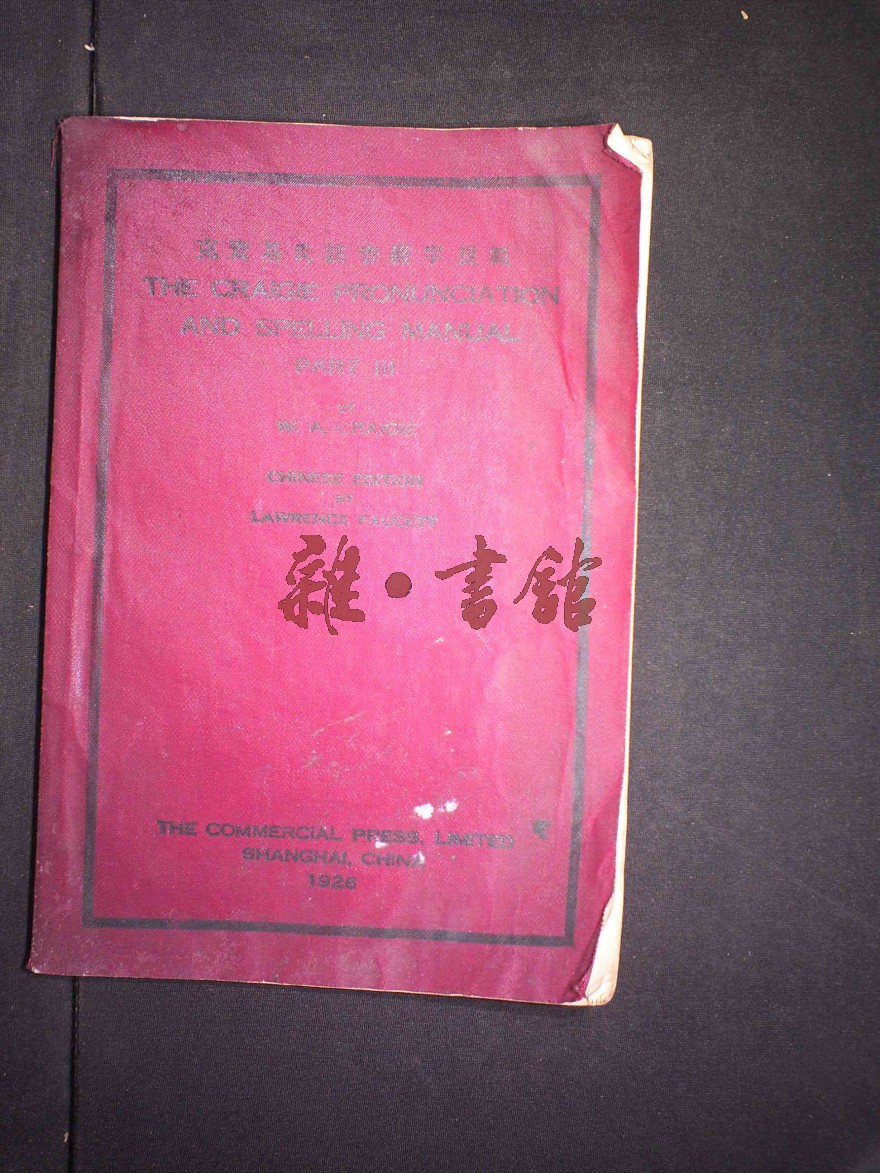 THE CRAIGIE PRONUNCIATION
AND SPELLING MANUAL
PART III
BY
W. A. CRAIGIE
CHINESE EDITION
BY
LAWRENCE FAUCETT
雜·書館
THE COMMERCIAL PRESS, LIMITED
SHANGHAI, CHINA
1926